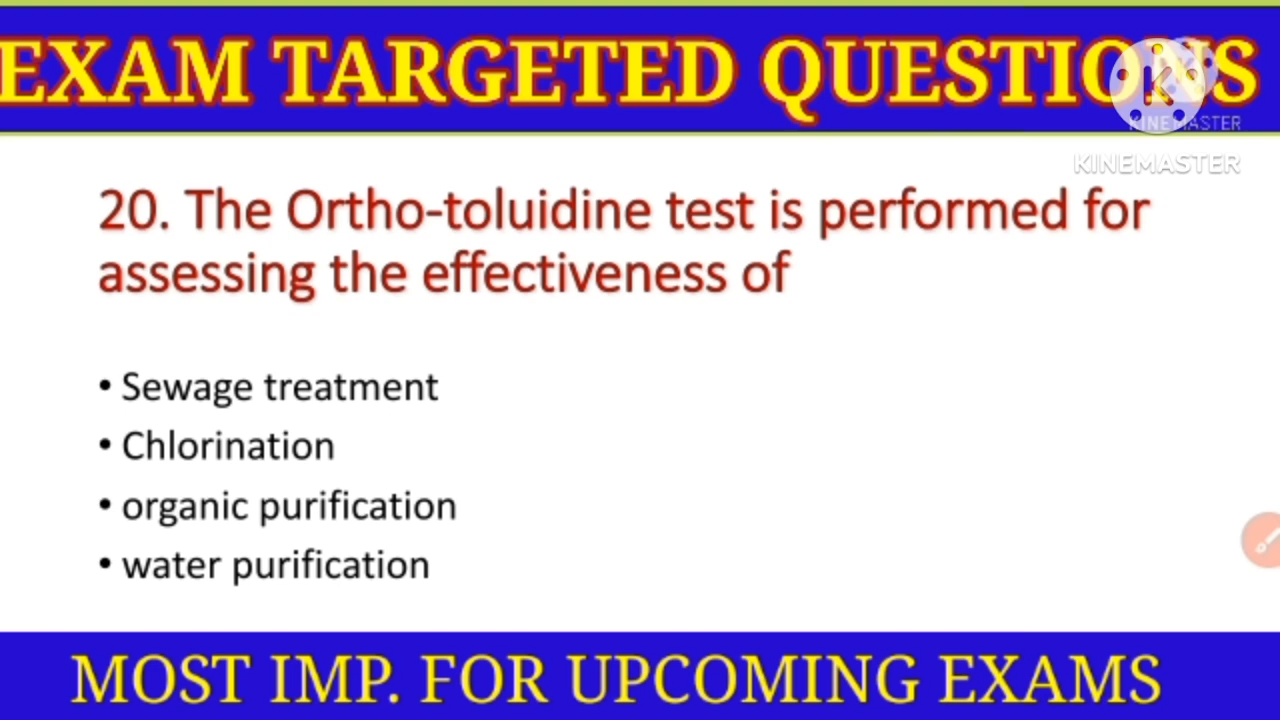 EXAM TARGETED QUESTIONS
KINEMASTER
KINEMASTER
20. The Ortho-toluidine test is performed for
assessing the effectiveness of
• Sewage treatment
• Chlorination
• organic purification
• water purification
MOST IMP. FOR UPCOMING EXAMS